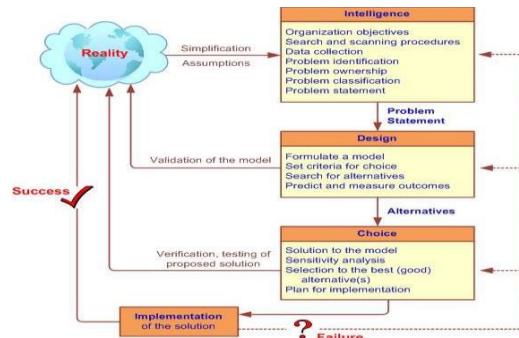 Intelligence
Organization objectives
Search and scanning procedures
Data collection
Problem identification
Problem ownership
Problem classification
Problem statement
Reality
Simplification
Assumptions
Problem
Statement
Design
Formulate a model
Set criteria for choice
Search for alternatives
Predict and measure outcomes
Validation of the model
Success
Alternatives
Choice
Solution to the model
Sensitivity analysis
Selection to the best (good)
alternative(s)
Plan for implementation
Verification, testing of
proposed solution
Implementation
of the solution
?
Failure